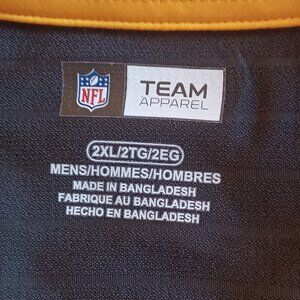 NFL
TEAM
APPAREL
2XL/2TG/2EG
MENS/HOMMES/HOMBRES
MADE IN BANGLADESH
FABRIQUE AU BANGLADESH
HECHO EN BANGLADESH